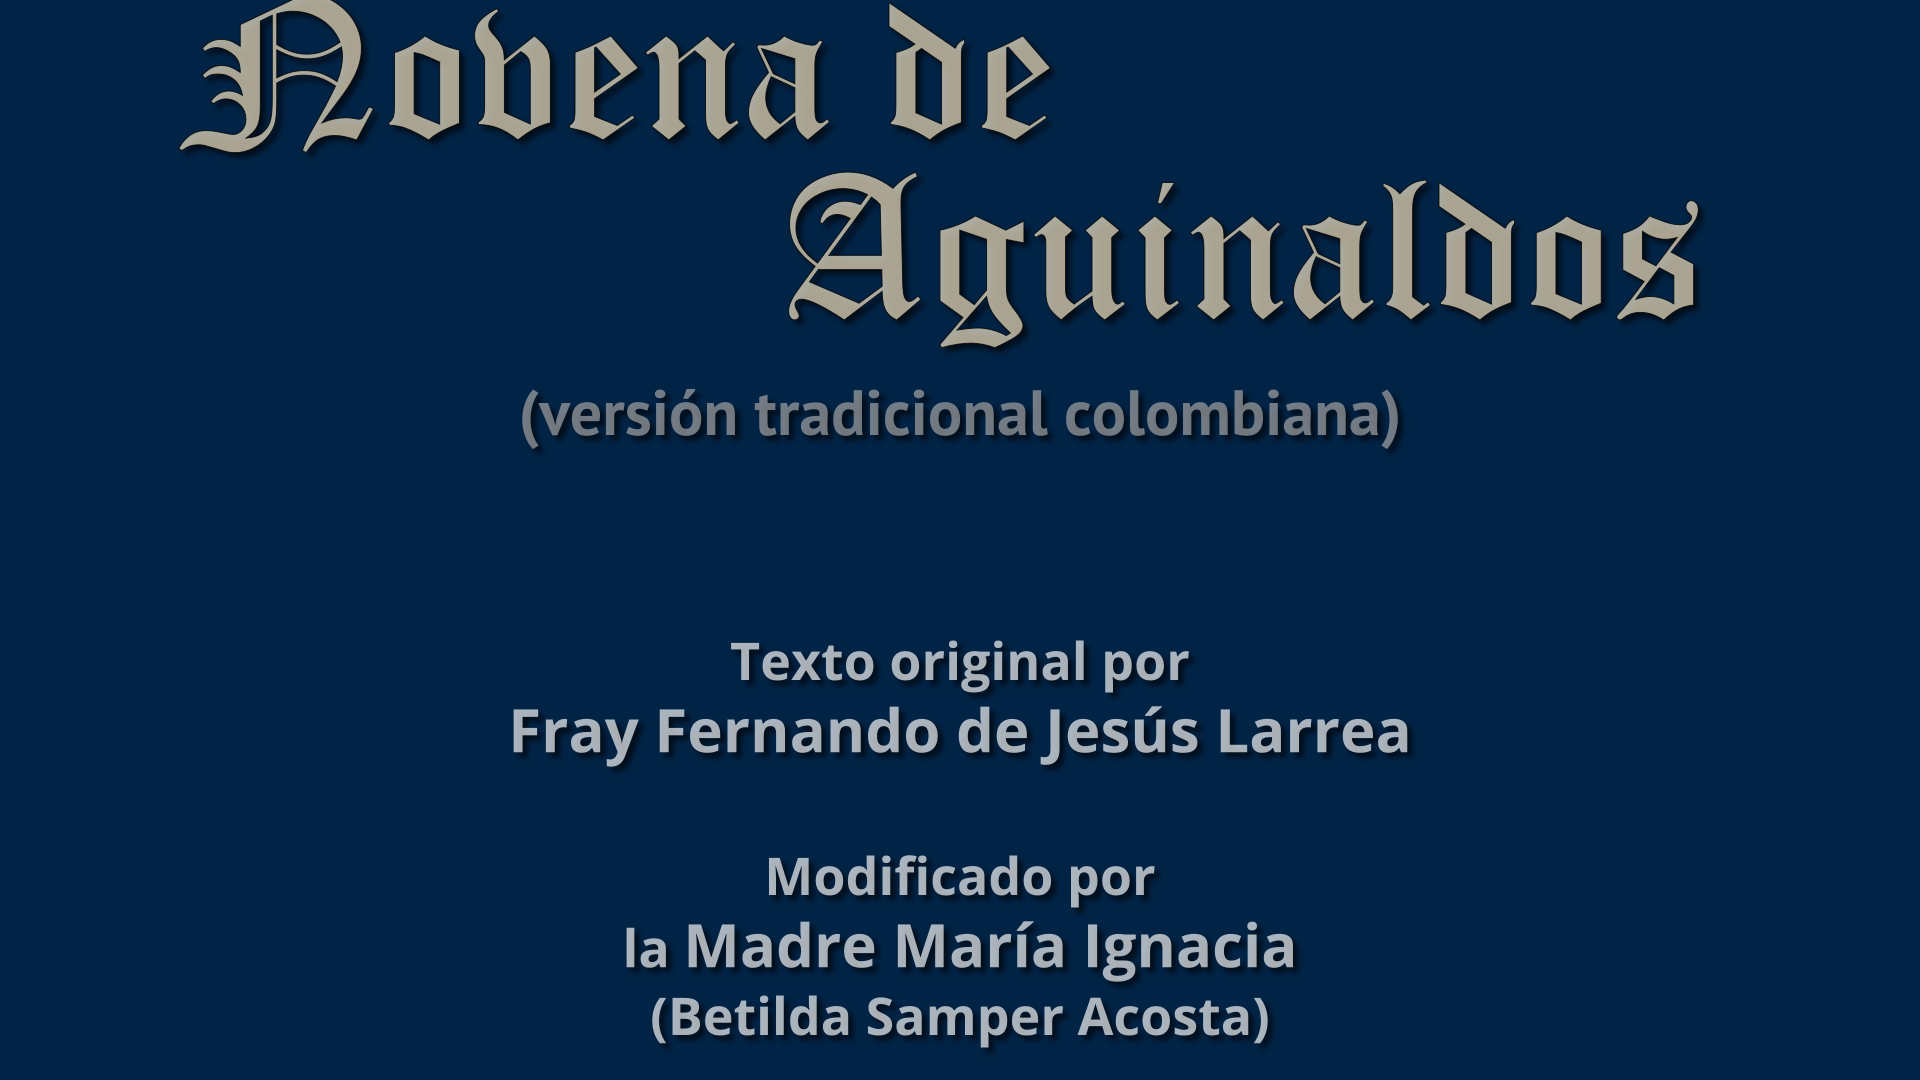 Novena de
Aguinaldos
(versión tradicional colombiana)
Texto original por
Fray Fernando de Jesús Larrea
Modificado por
la Madre María Ignacia
(Betilda Samper Acosta)